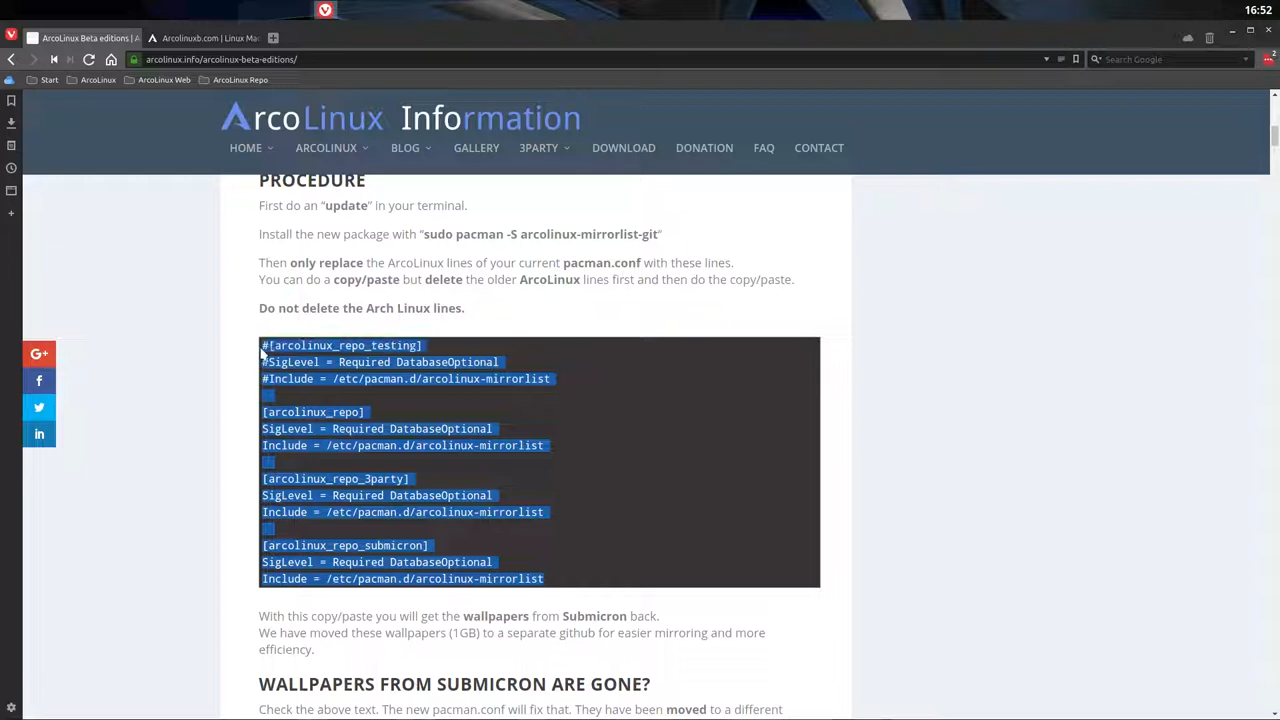 16:52
ArcoLinux Beta editions | A
Arcolinuxb.com | Linux Ma
arcolinux.info/arcolinux-beta-editions/
Search Google
2
Start
ArcoLinux
ArcoLinux Web
ArcoLinux Repo
ArcoLinux Information
HOME
ARCOLINUX
BLOG
GALLERY
3PARTY
DOWNLOAD
DONATION
FAQ
CONTACT
PROCEDURE
First do an “update” in your terminal.
Install the new package with “sudo pacman -S arcolinux-mirrorlist-git“
Then only replace the ArcoLinux lines of your current pacman.conf with these lines.
You can do a copy/paste but delete the older ArcoLinux lines first and then do the copy/paste.
Do not delete the Arch Linux lines.
#[arcolinux_repo_testing]
#SigLevel = Required DatabaseOptional
#Include = /etc/pacman.d/arcolinux-mirrorlist
[arcolinux_repo]
SigLevel = Required DatabaseOptional
Include = /etc/pacman.d/arcolinux-mirrorlist
[arcolinux_repo_3party]
SigLevel = Required DatabaseOptional
Include = /etc/pacman.d/arcolinux-mirrorlist
[arcolinux_repo_submicron]
SigLevel = Required DatabaseOptional
Include = /etc/pacman.d/arcolinux-mirrorlist
With this copy/paste you will get the wallpapers from Submicron back.
We have moved these wallpapers (1GB) to a separate github for easier mirroring and more
efficiency.
WALLPAPERS FROM SUBMICRON ARE GONE?
Check the above text. The new pacman.conf will fix that. They have been moved to a different
G+
f
in